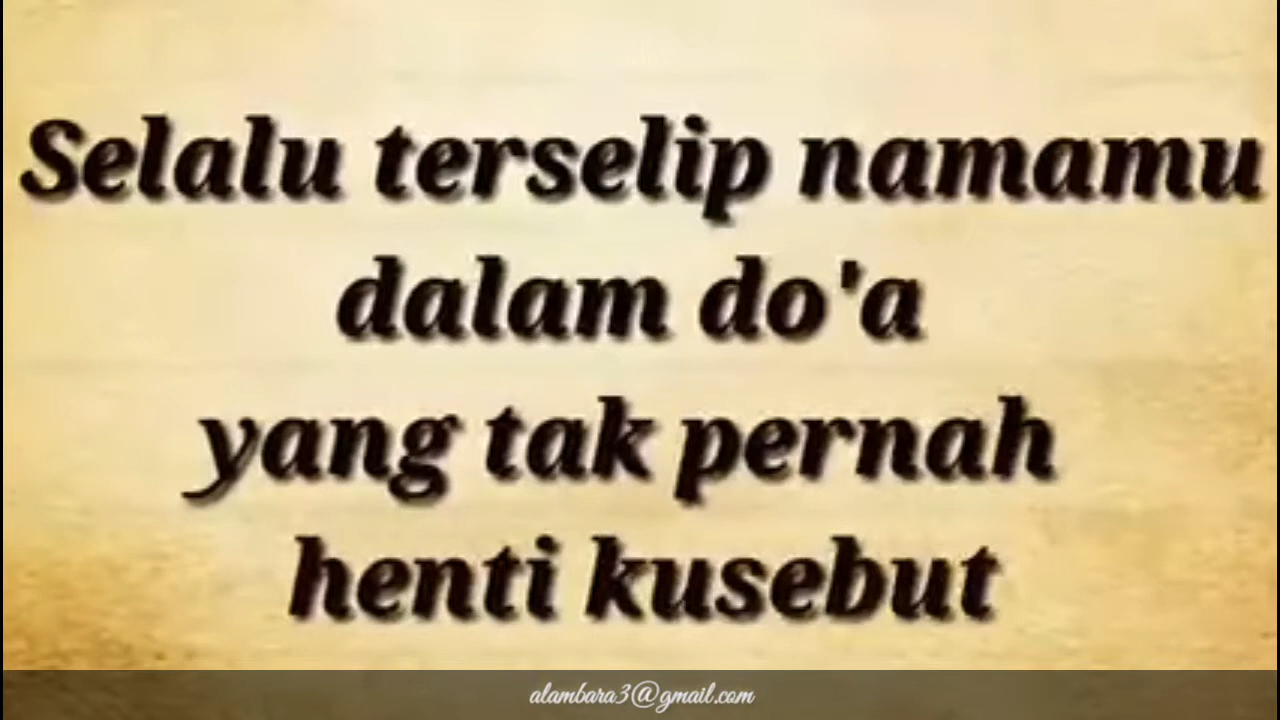 Selalu terselip namamu
dalam do'a
yang tak pernah
henti kusebut
alambara3@gmail.com